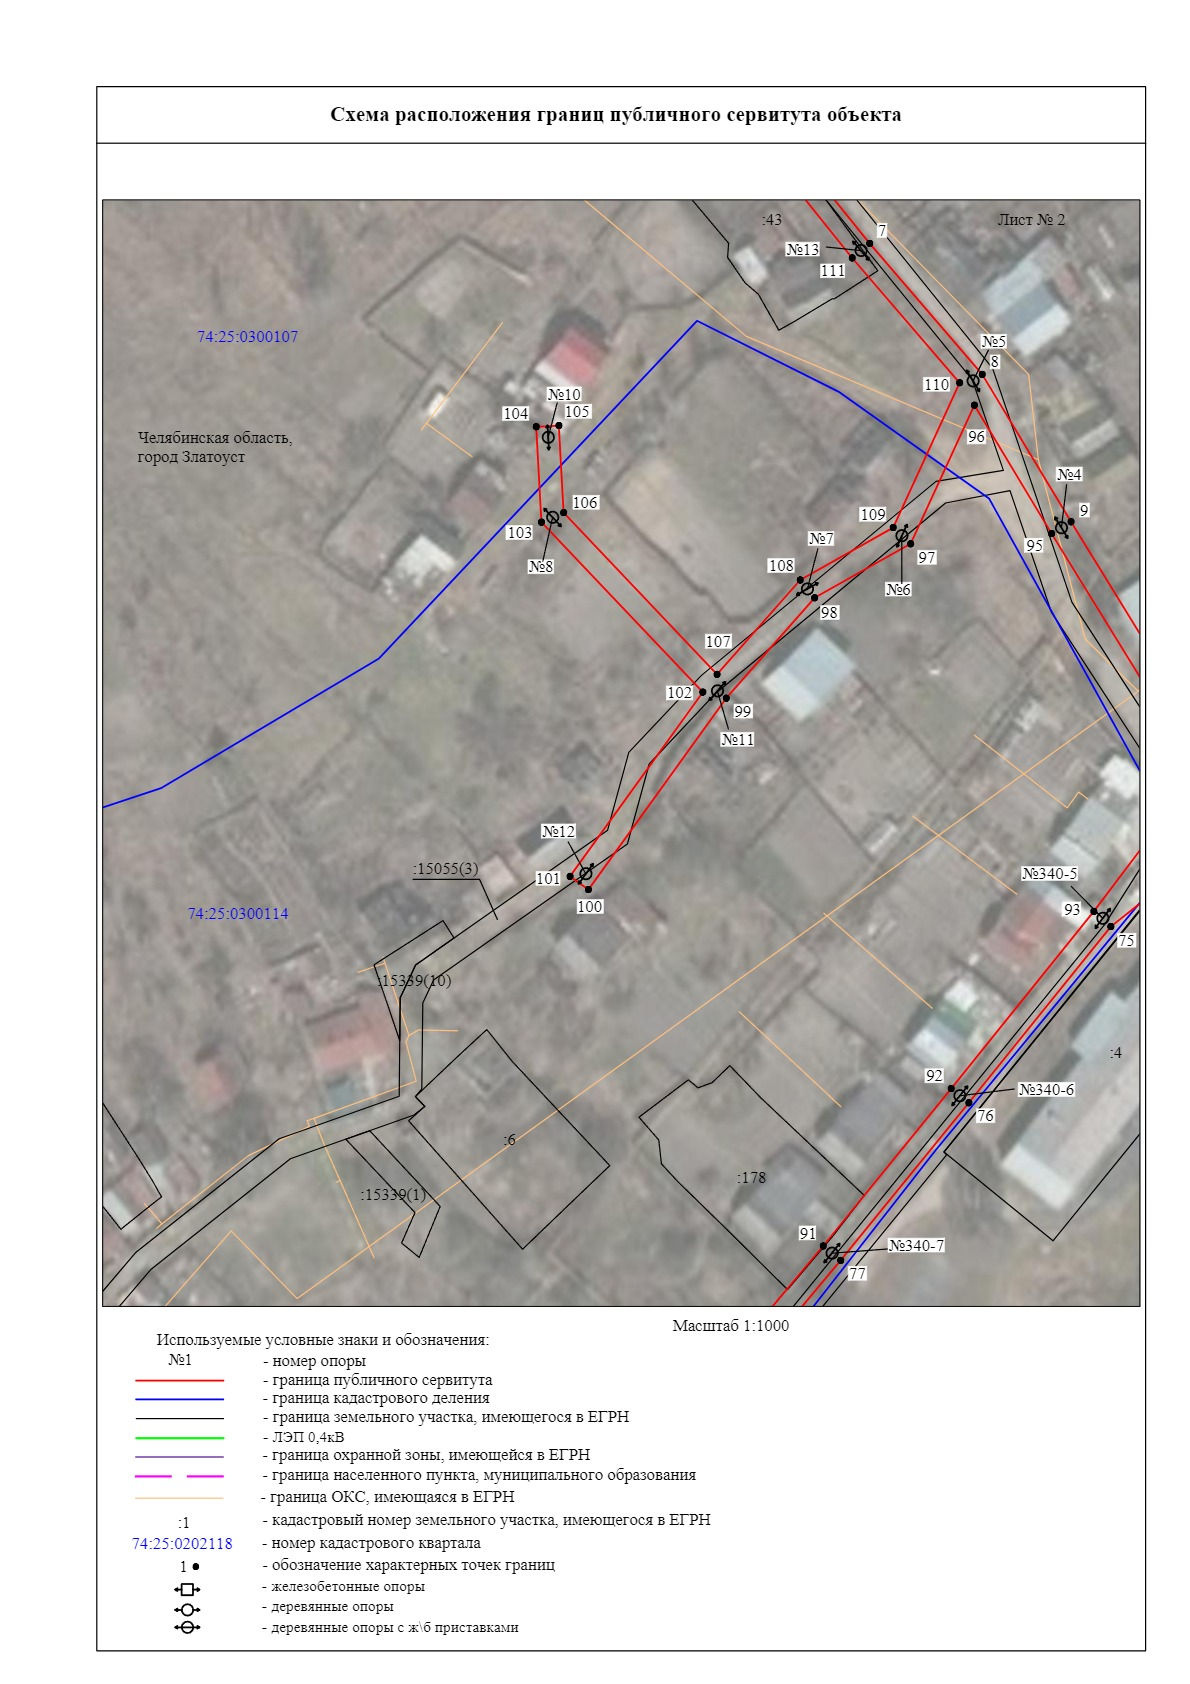 Схема расположения границ публичного сервитута объекта
:43
Лист № 2
7
№13
111
74:25:0300107
№5
8
110
№10
104
105
96
Челябинская область,
город Златоуст
№4
106
9
103
109
№7
95
97
№8
108
№6
98
107
102
99
№11
№12
:15055(3)
101
№340-5
100
93
74:25:0300114
75
:15339(10)
:4
92
№340-6
76
:6
:178
:15339(1)
91
№340-7
77
Масштаб 1:1000
Используемые условные знаки и обозначения:
№1 - номер опоры
- граница публичного сервитута
- граница кадастрового деления
- граница земельного участка, имеющегося в ЕГРН
- ЛЭП 0,4кВ
- граница охранной зоны, имеющейся в ЕГРН
- граница населенного пункта, муниципального образования
- граница ОКС, имеющаяся в ЕГРН
:1 - кадастровый номер земельного участка, имеющегося в ЕГРН
74:25:0202118 - номер кадастрового квартала
1 - обозначение характерных точек границ
- железобетонные опоры
- деревянные опоры
- деревянные опоры с ж\б приставками